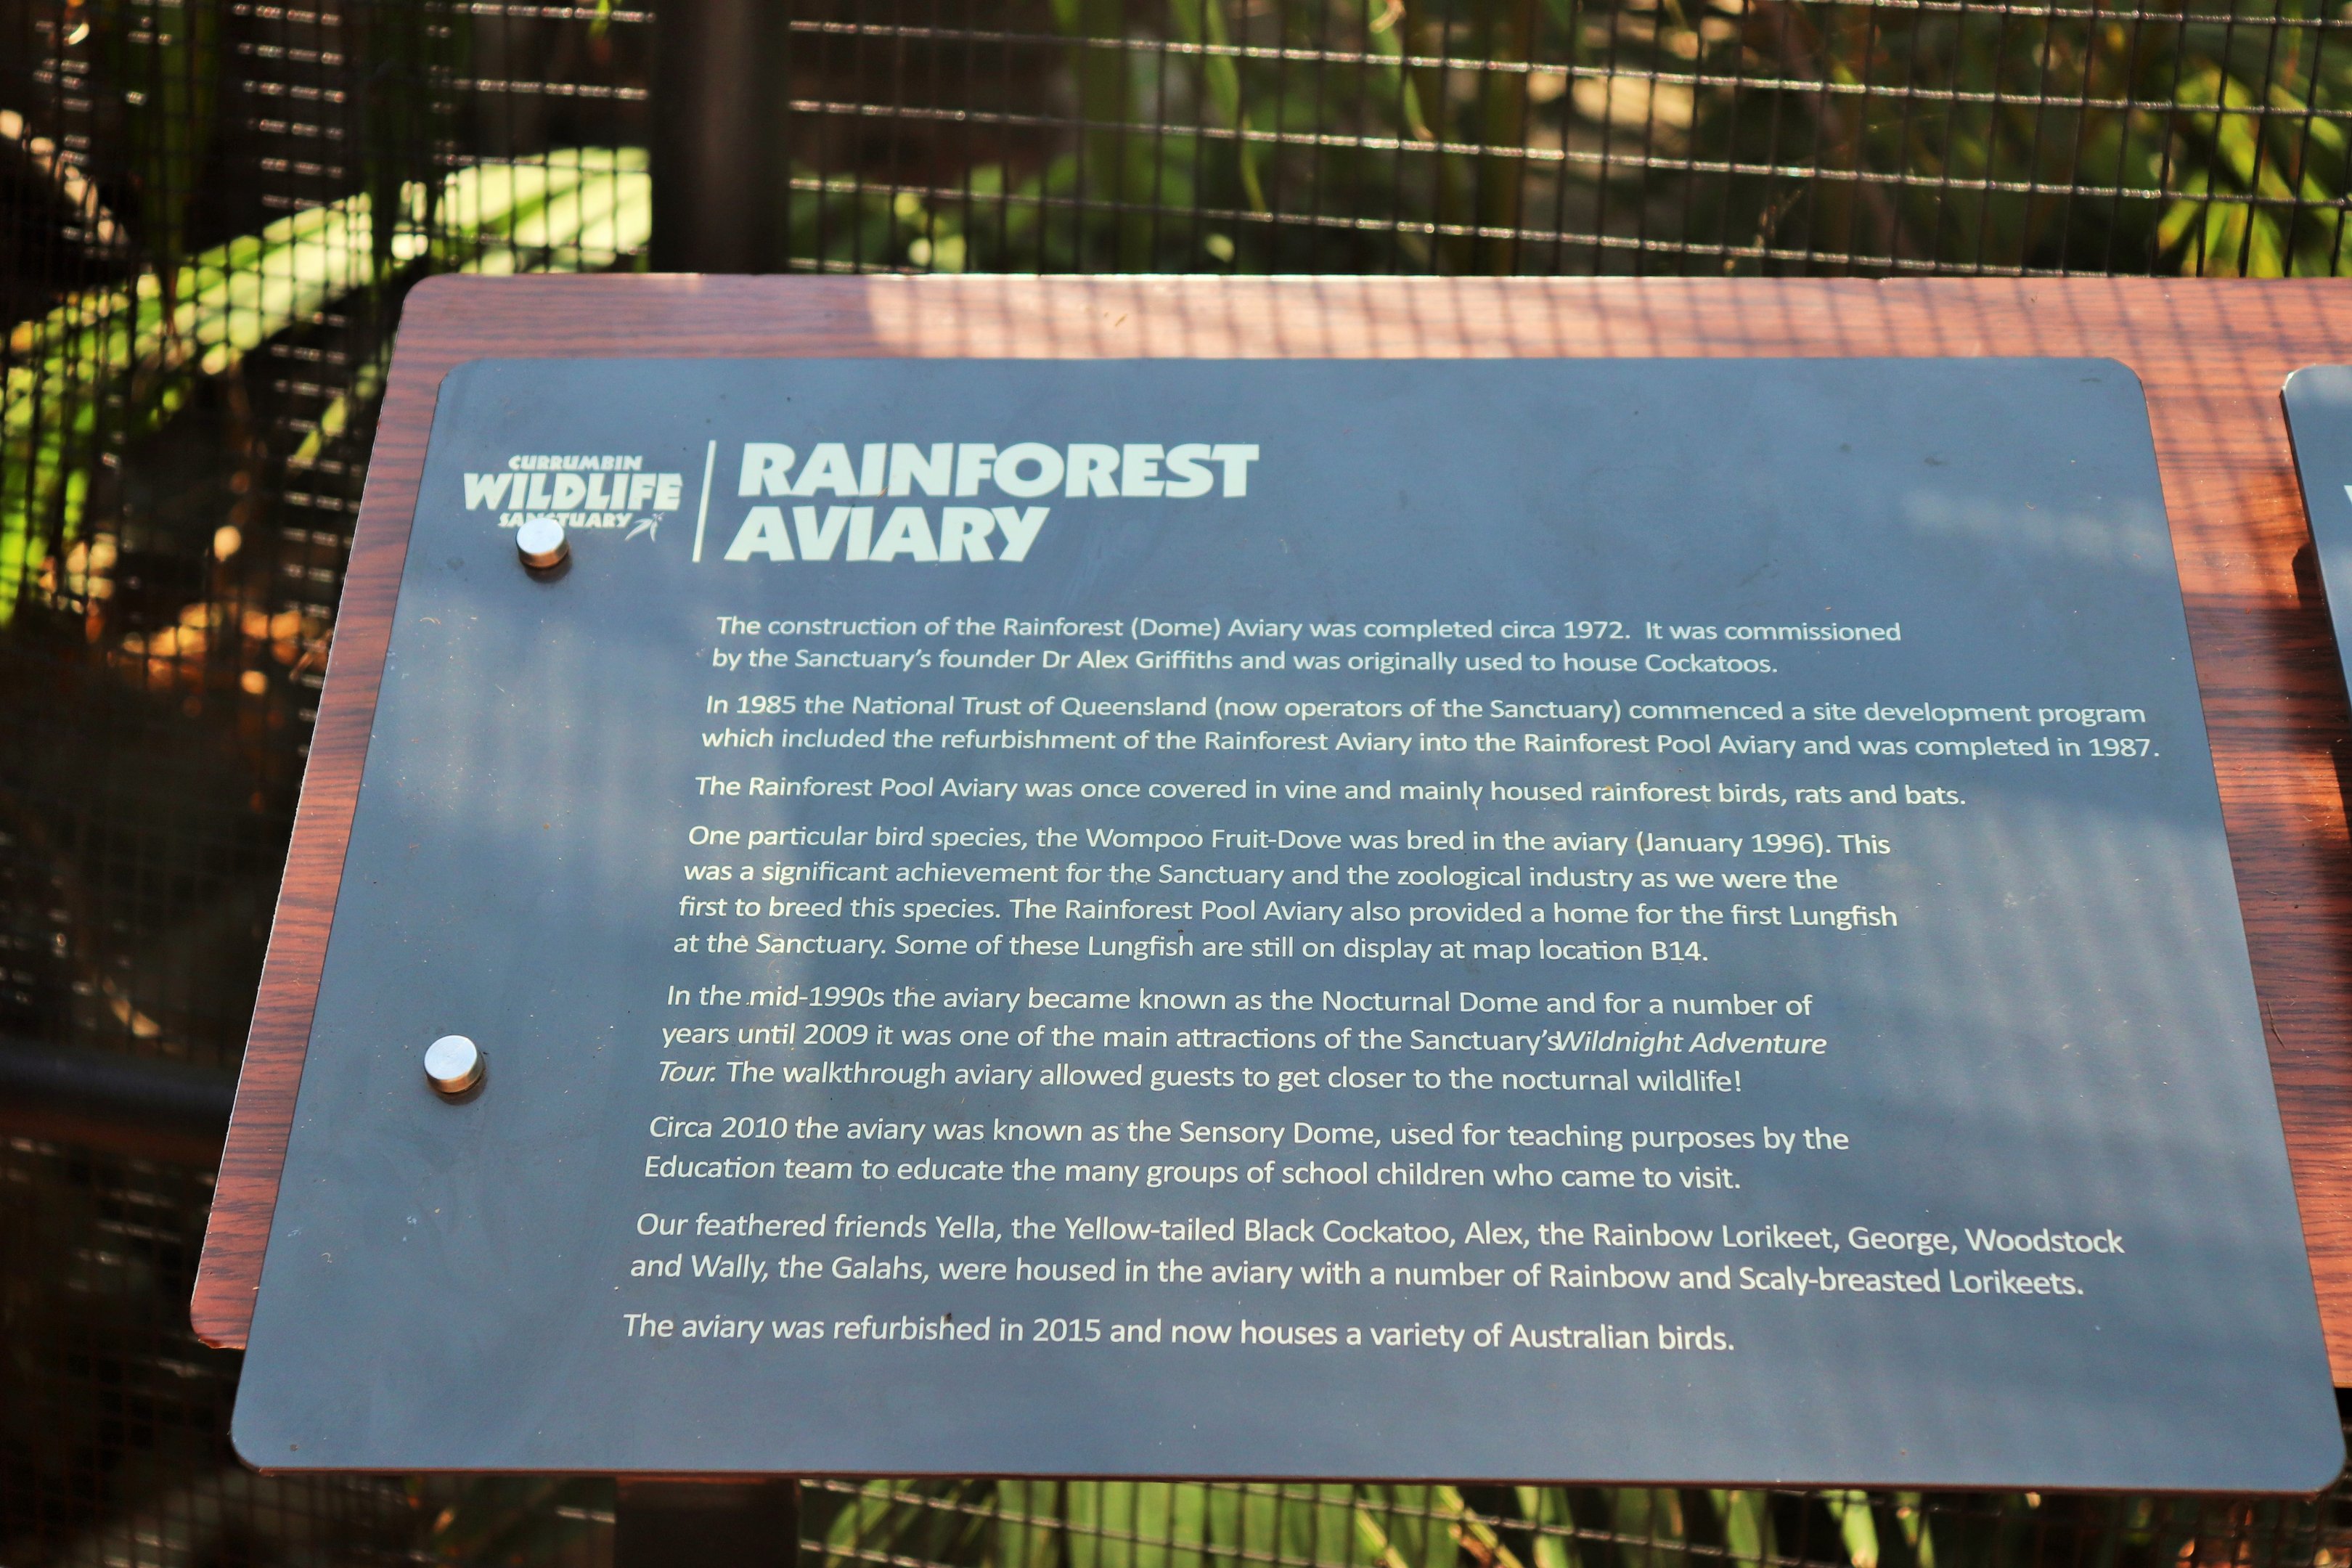 CURRUMBIN
WILDLIFE
SANCTUARY
RAINFOREST
AVIARY
The construction of the Rainforest (Dome) Aviary was completed circa 1972. It was commissioned
by the Sanctuary's founder Dr Alex Griffiths and was originally used to house Cockatoos.
In 1985 the National Trust of Queensland (now operators of the Sanctuary) commenced a site development program
which included the refurbishment of the Rainforest Aviary into the Rainforest Pool Aviary and was completed in 1987.
The Rainforest Pool Aviary was once covered in vine and mainly housed rainforest birds, rats and bats.
One particular bird species, the Wompoo Fruit-Dove was bred in the aviary (January 1996). This
was a significant achievement for the Sanctuary and the zoological industry as we were the
first to breed this species. The Rainforest Pool Aviary also provided a home for the first Lungfish
at the Sanctuary. Some of these Lungfish are still on display at map location B14.
In the mid-1990s the aviary became known as the Nocturnal Dome and for a number of
years until 2009 it was one of the main attractions of the Sanctuary's Wildnight Adventure
Tour. The walkthrough aviary allowed guests to get closer to the nocturnal wildlife!
Circa 2010 the aviary was known as the Sensory Dome, used for teaching purposes by the
Education team to educate the many groups of school children who came to visit.
Our feathered friends Yella, the Yellow-tailed Black Cockatoo, Alex, the Rainbow Lorikeet, George, Woodstock
and Wally, the Galahs, were housed in the aviary with a number of Rainbow and Scaly-breasted Lorikeets.
The aviary was refurbished in 2015 and now houses a variety of Australian birds.